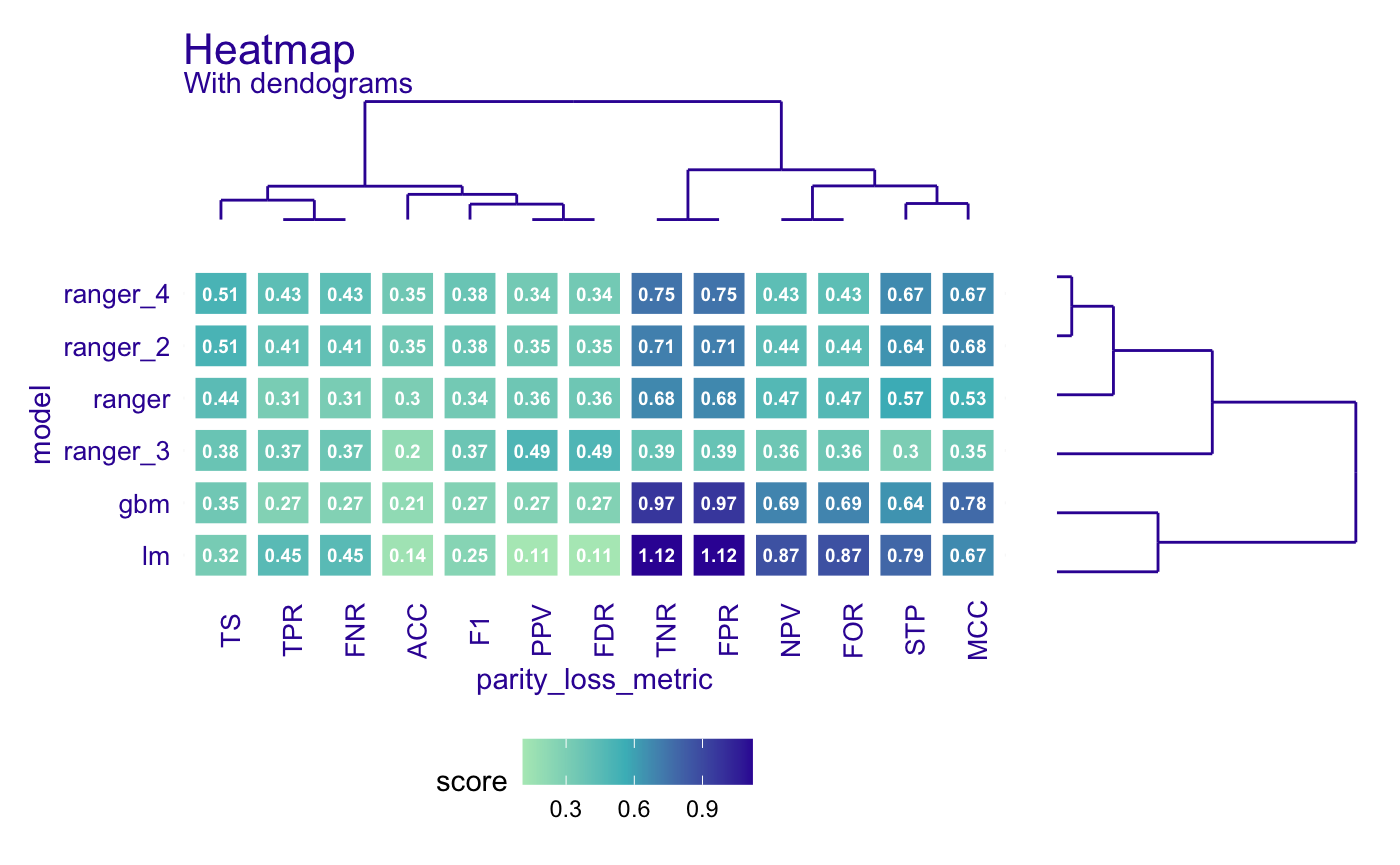 Heatmap
With dendograms
model
ranger_4 0.51 0.43 0.43 0.35 0.38 0.34 0.34 0.75 0.75 0.43 0.43 0.67 0.67
ranger_2 0.51 0.41 0.41 0.35 0.38 0.35 0.35 0.71 0.71 0.44 0.44 0.64 0.68
ranger 0.44 0.31 0.31 0.3 0.34 0.36 0.36 0.68 0.68 0.47 0.47 0.57 0.53
ranger_3 0.38 0.37 0.37 0.2 0.37 0.49 0.49 0.39 0.39 0.36 0.36 0.3 0.35
gbm 0.35 0.27 0.27 0.21 0.27 0.27 0.27 0.97 0.97 0.69 0.69 0.64 0.78
lm 0.32 0.45 0.45 0.14 0.25 0.11 0.11 1.12 1.12 0.87 0.87 0.79 0.67
TS TPR FNR ACC F1 PPV FDR TNR FPR NPV FOR STP MCC
parity_loss_metric
score
0.3 0.6 0.9